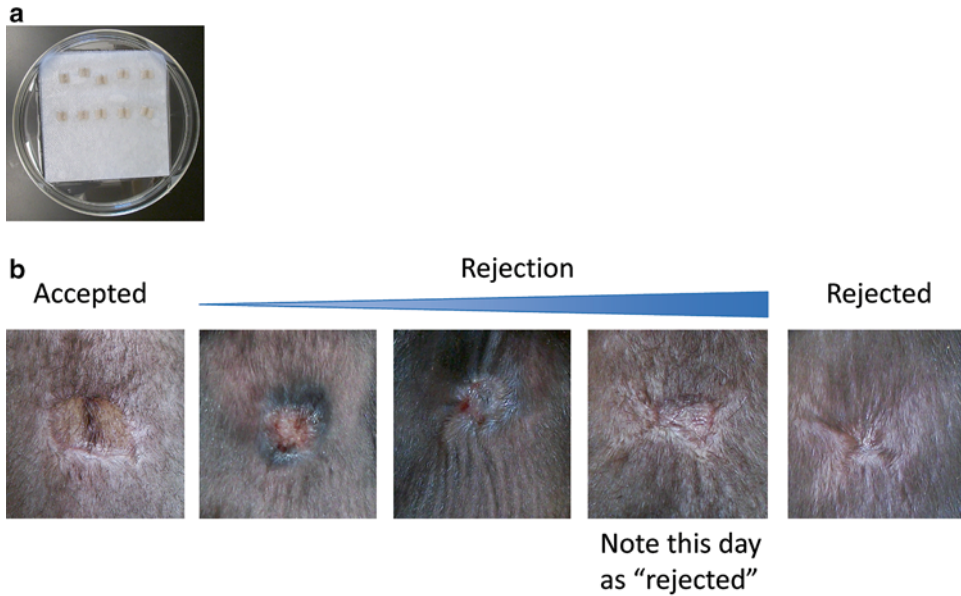 a
b
Rejection
Accepted
Rejected
Note this day
as “rejected”